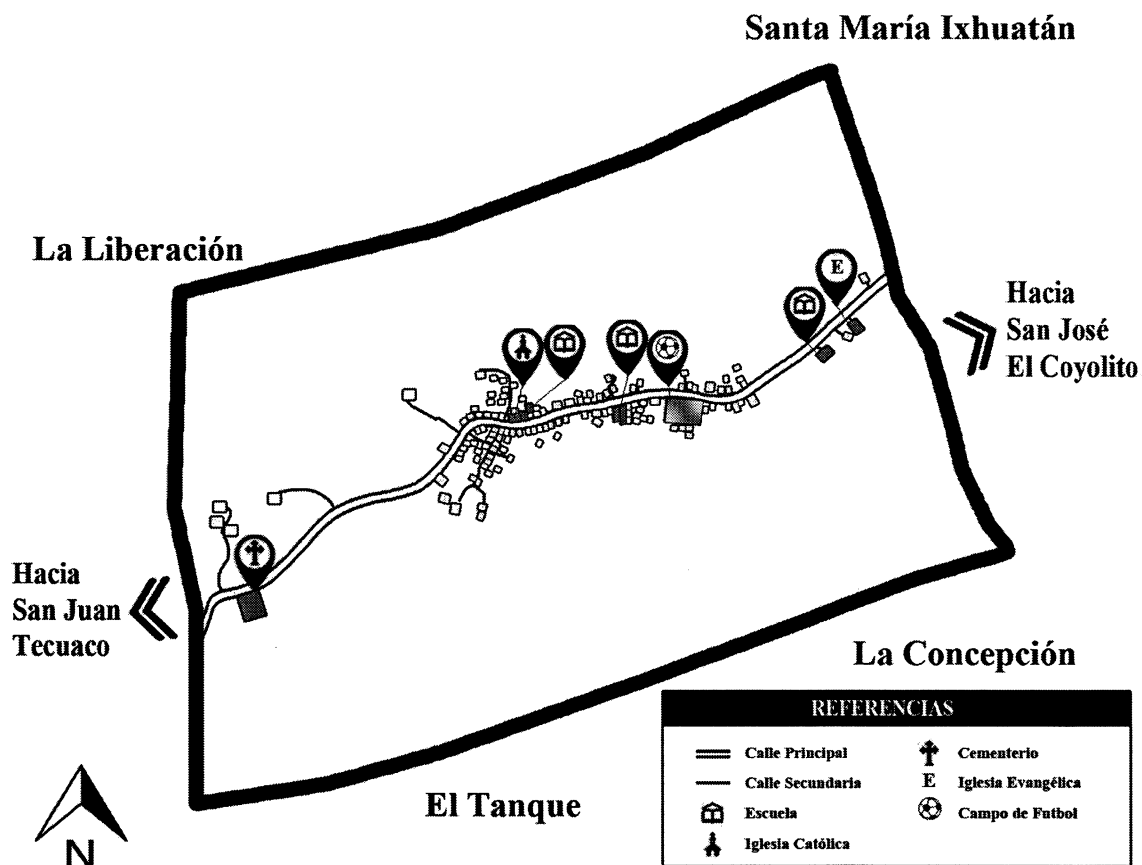 Santa María Ixhuatán
La Liberación
E
Hacia
San José
El Coyolito
Hacia
San Juan
Tecuaco
La Concepción
El Tanque
N
REFERENCIAS
Calle Principal
Calle Secundaria
Escuela
Iglesia Católica
Cementerio
E Iglesia Evangélica
Campo de Futbol